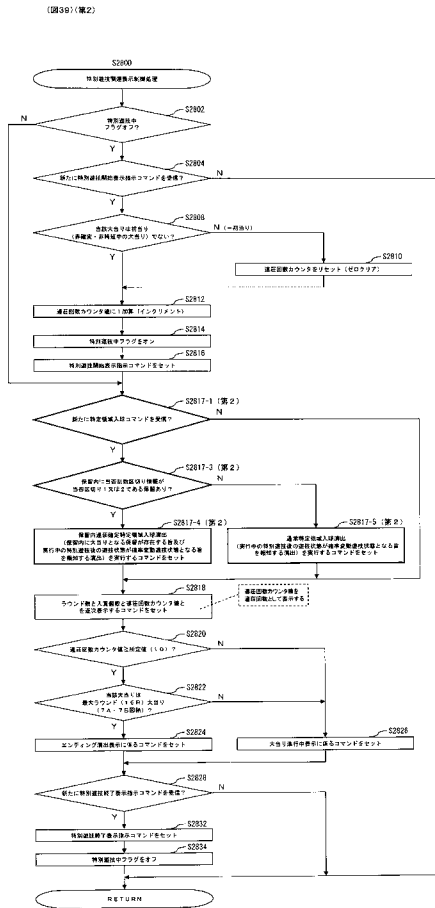 (図39)(第2)
S2800
特別遊技関連表示制御処理
S2802
特別遊技中
フラグオフ?
N
Y
S2804
新たに特別遊技開始表示指示コマンドを受信?
N
Y
S2808
当該大当りは初当り
(非確変・非時短中の大当り)でない?
N(=初当り)
Y
S2810
連荘回数カウンタをリセット(ゼロクリア)
S2812
連荘回数カウンタ値に1加算(インクリメント)
S2814
特別遊技中フラグをオン
S2816
特別遊技開始表示指示コマンドをセット
S2817-1(第2)
新たに特定領域入球コマンドを受信?
N
Y
S2817-3(第2)
保留内に当否
当否区切り1又は2である保留あり?
N
Y
S2817-4(第2)
保留内連荘確定特定領域入球演出
(保留内に大当りとなる保留が存在する旨及び
実行中の特別遊技後の遊技状態が確率変動遊技状態となる旨
を報知する演出)を実行するコマンドをセット
S2817-5(第2)
通常特定領域入球演出
(実行中の特別遊技後の遊技状態が確率変動遊技状態となる旨
を報知する演出)を実行するコマンドをセット
S2818
ラウンド数と入賞個数と連荘回数カウンタ値と
を逐次表示するコマンドをセット
連荘回数カウンタ値を
連荘回数として表示する
S2820
連荘回数カウンタ値≧所定値(10)?
N
Y
S2822
当該大当りは
最大ラウンド(16R)大当り
N
Y
S2824
エンディング演出表示に係るコマンドをセット
S2826
大当り進行中表示に係るコマンドをセット
S2828
新たに特別遊技終了表示指示コマンドを受信?
N
Y
S2832
特別遊技終了表示指示コマンドをセット
S2834
特別遊技中フラグをオフ
RETURN